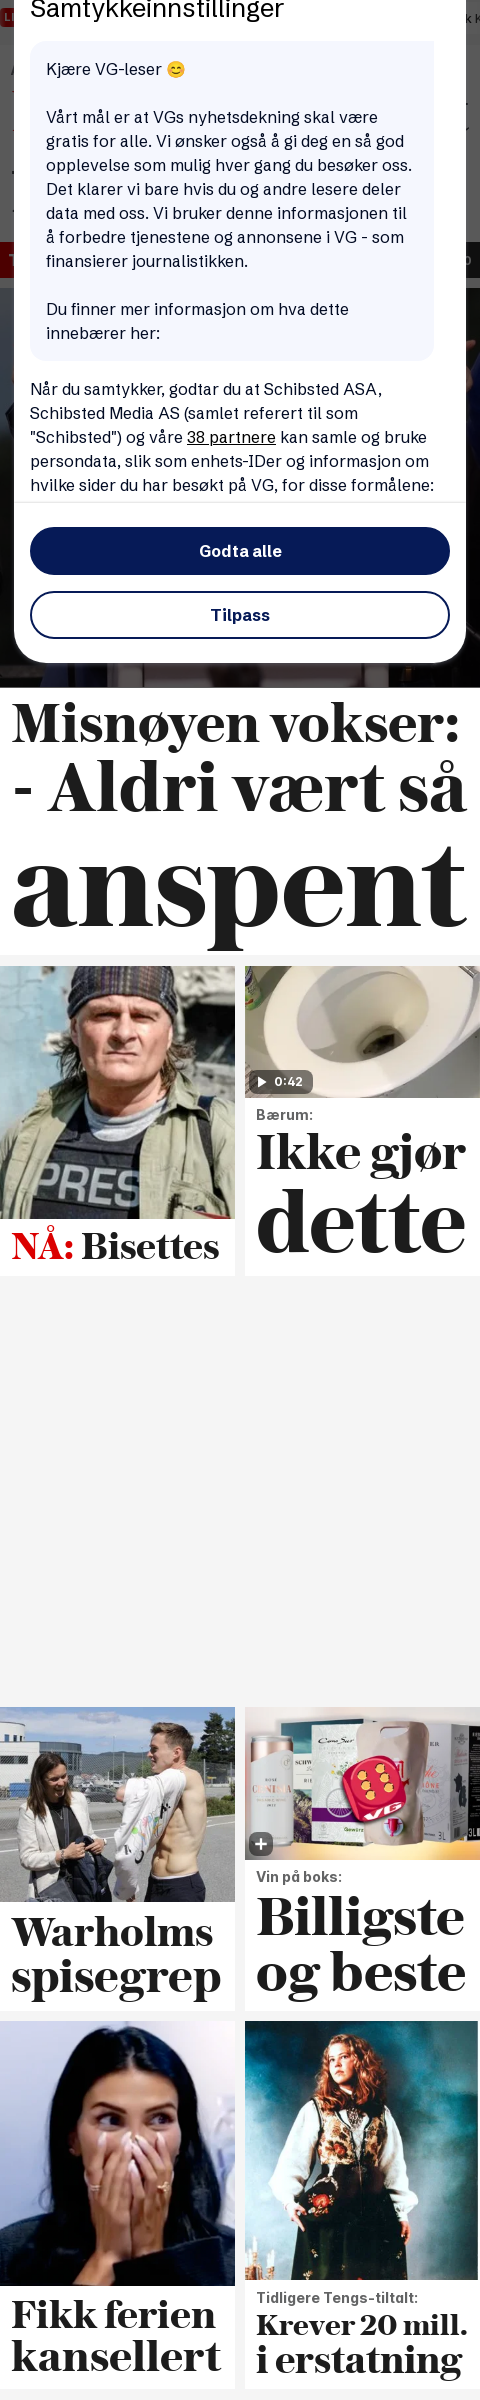 Samtykkeinnstillinger
Kjære VG-leser 😊
Vårt mål er at VGs nyhetsdekning skal være
gratis for alle. Vi ønsker også å gi deg en så god
opplevelse som mulig hver gang du besøker oss.
Det klarer vi bare hvis du og andre lesere deler
data med oss. Vi bruker denne informasjonen til
å forbedre tjenestene og annonsene i VG - som
finansierer journalistikken.
Du finner mer informasjon om hva dette
innebærer her:
Når du samtykker, godtar du at Schibsted ASA,
Schibsted Media AS (samlet referert til som
"Schibsted") og våre 38 partnere kan samle og bruke
persondata, slik som enhets-IDer og informasjon om
hvilke sider du har besøkt på VG, for disse formålene:
Godta alle
Tilpass
Misnøyen vokser:
- Aldri vært så
anspent
PRES
NÅ: Bisettes
0:42
Bærum:
Ikke gjør
dette
Warholms
spisegrep
VG
3L
Vin på boks:
Billigste
og beste
Fikk ferien
kansellert
Tidligere Tengs-tiltalt:
Krever 20 mill.
i erstatning